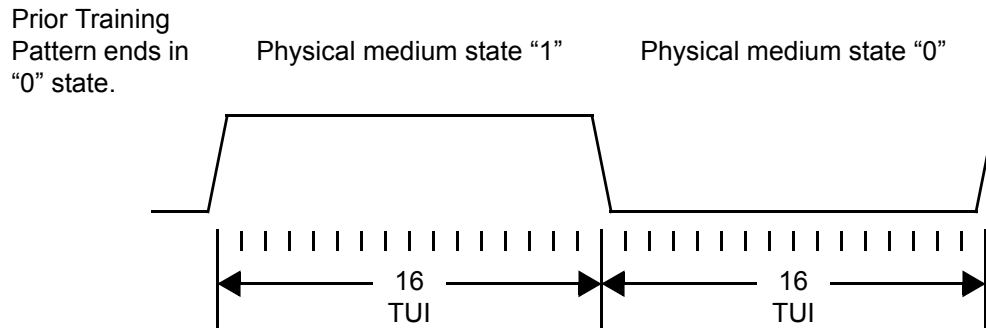 Prior Training
Pattern ends in
“0” state.
Physical medium state “1”
Physical medium state “0”
16
TUI
16
TUI